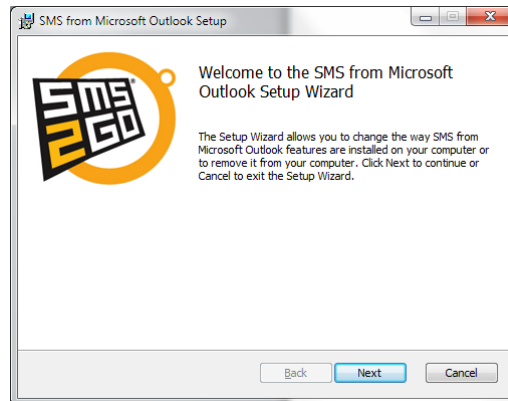 SMS from Microsoft Outlook Setup
SMS
2GO
Welcome to the SMS from Microsoft
Outlook Setup Wizard
The Setup Wizard allows you to change the way SMS from
Microsoft Outlook features are installed on your computer or
to remove it from your computer. Click Next to continue or
Cancel to exit the Setup Wizard.
Back
Next
Cancel